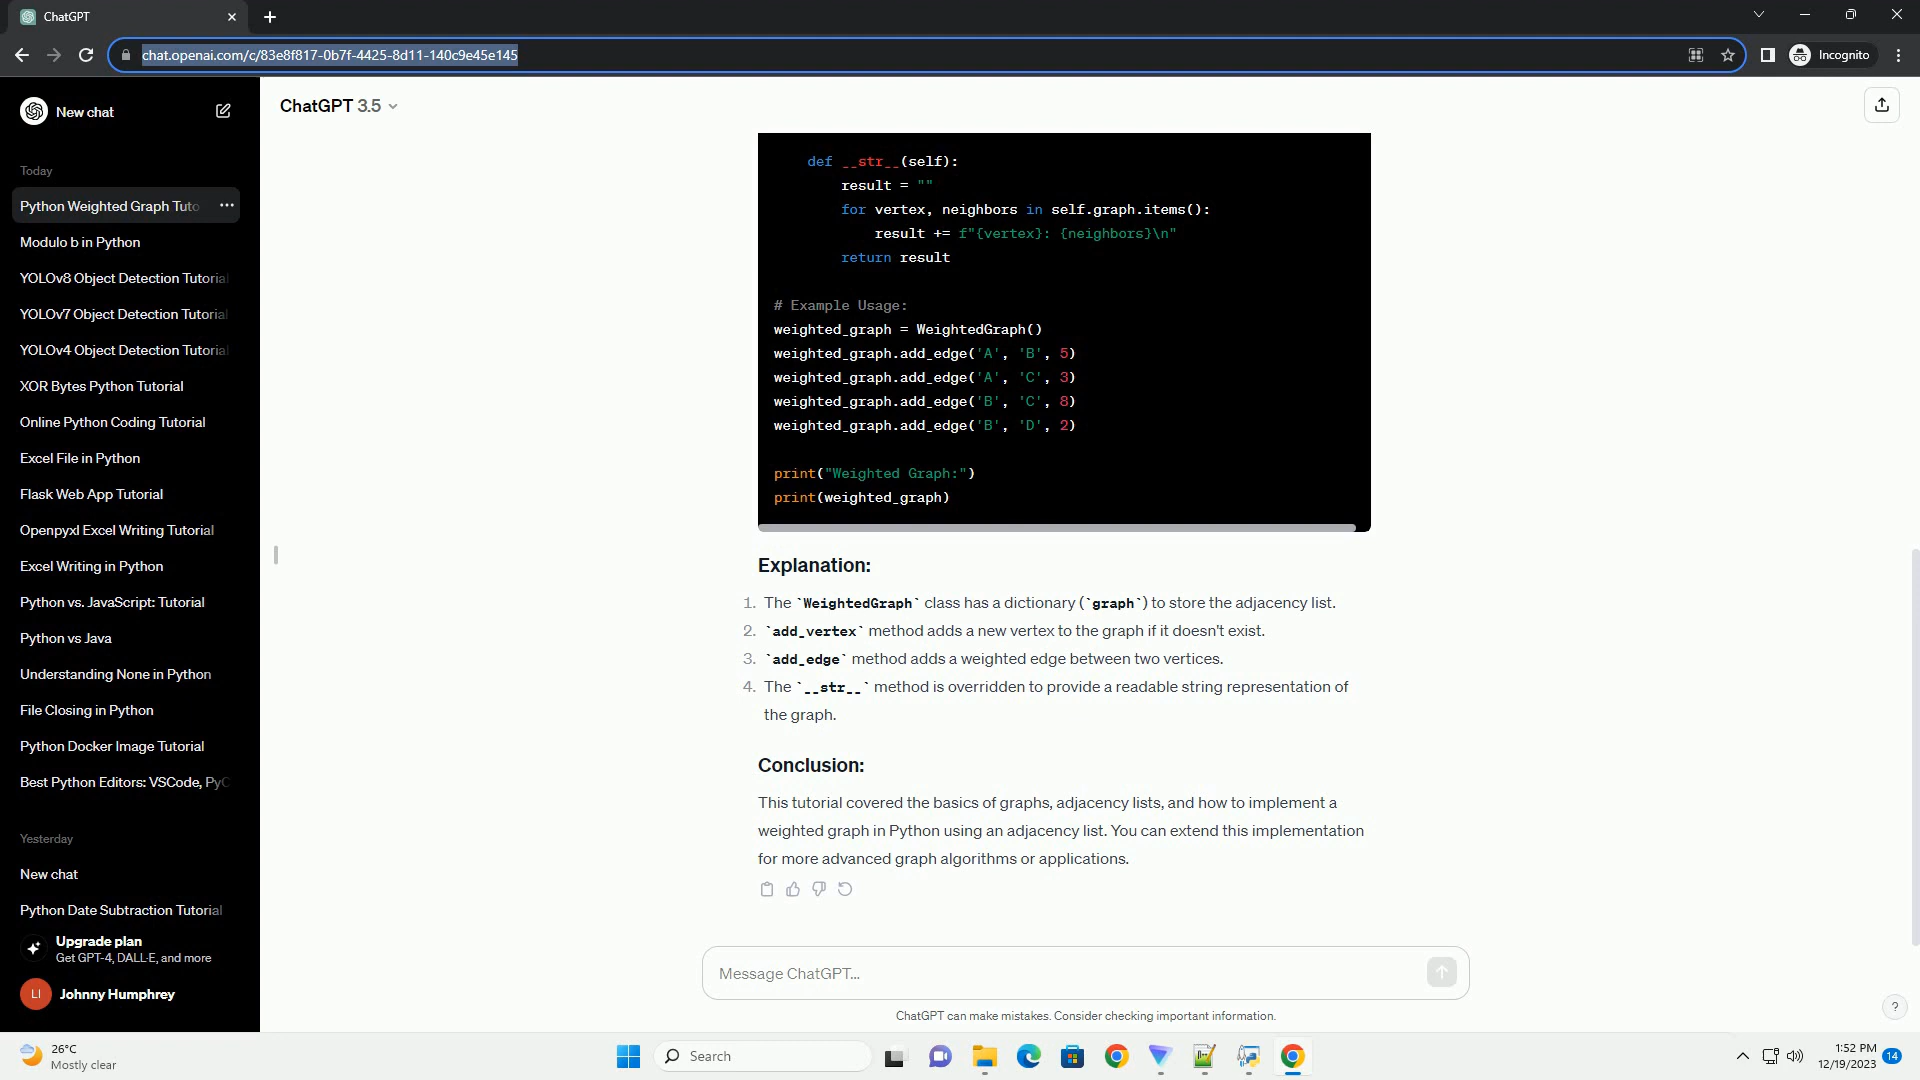 ChatGPT
chat.openai.com/c/83e8f817-0b7f-4425-8d11-140c9e45e145
Incognito
New chat
ChatGPT 3.5
Today
Python Weighted Graph Tuto
Modulo b in Python
YOLOv8 Object Detection Tutorial
YOLOv7 Object Detection Tutorial
YOLOv4 Object Detection Tutorial
XOR Bytes Python Tutorial
Online Python Coding Tutorial
Excel File in Python
Flask Web App Tutorial
Openpyxl Excel Writing Tutorial
Excel Writing in Python
Python vs. JavaScript: Tutorial
Python vs Java
Understanding None in Python
File Closing in Python
Python Docker Image Tutorial
Best Python Editors: VSCode, PyC
Yesterday
New chat
Python Date Subtraction Tutorial
Upgrade plan
Get GPT-4, DALL·E, and more
LI
Johnny Humphrey
def __str__(self):
result = ""
for vertex, neighbors in self.graph.items():
result += f"{vertex}: {neighbors}\n"
return result
# Example Usage:
weighted_graph = WeightedGraph()
weighted_graph.add_edge('A', 'B', 5)
weighted_graph.add_edge('A', 'C', 3)
weighted_graph.add_edge('B', 'C', 8)
weighted_graph.add_edge('B', 'D', 2)
print("Weighted Graph:")
print(weighted_graph)
Explanation:
1. The `WeightedGraph` class has a dictionary (`graph`) to store the adjacency list.
2. `add_vertex` method adds a new vertex to the graph if it doesn't exist.
3. `add_edge` method adds a weighted edge between two vertices.
4. The `__str__` method is overridden to provide a readable string representation of
the graph.
Conclusion:
This tutorial covered the basics of graphs, adjacency lists, and how to implement a
weighted graph in Python using an adjacency list. You can extend this implementation
for more advanced graph algorithms or applications.
Message ChatGPT...
ChatGPT can make mistakes. Consider checking important information.
?
26°C
Mostly clear
Search
1:52 PM
12/19/2023
14